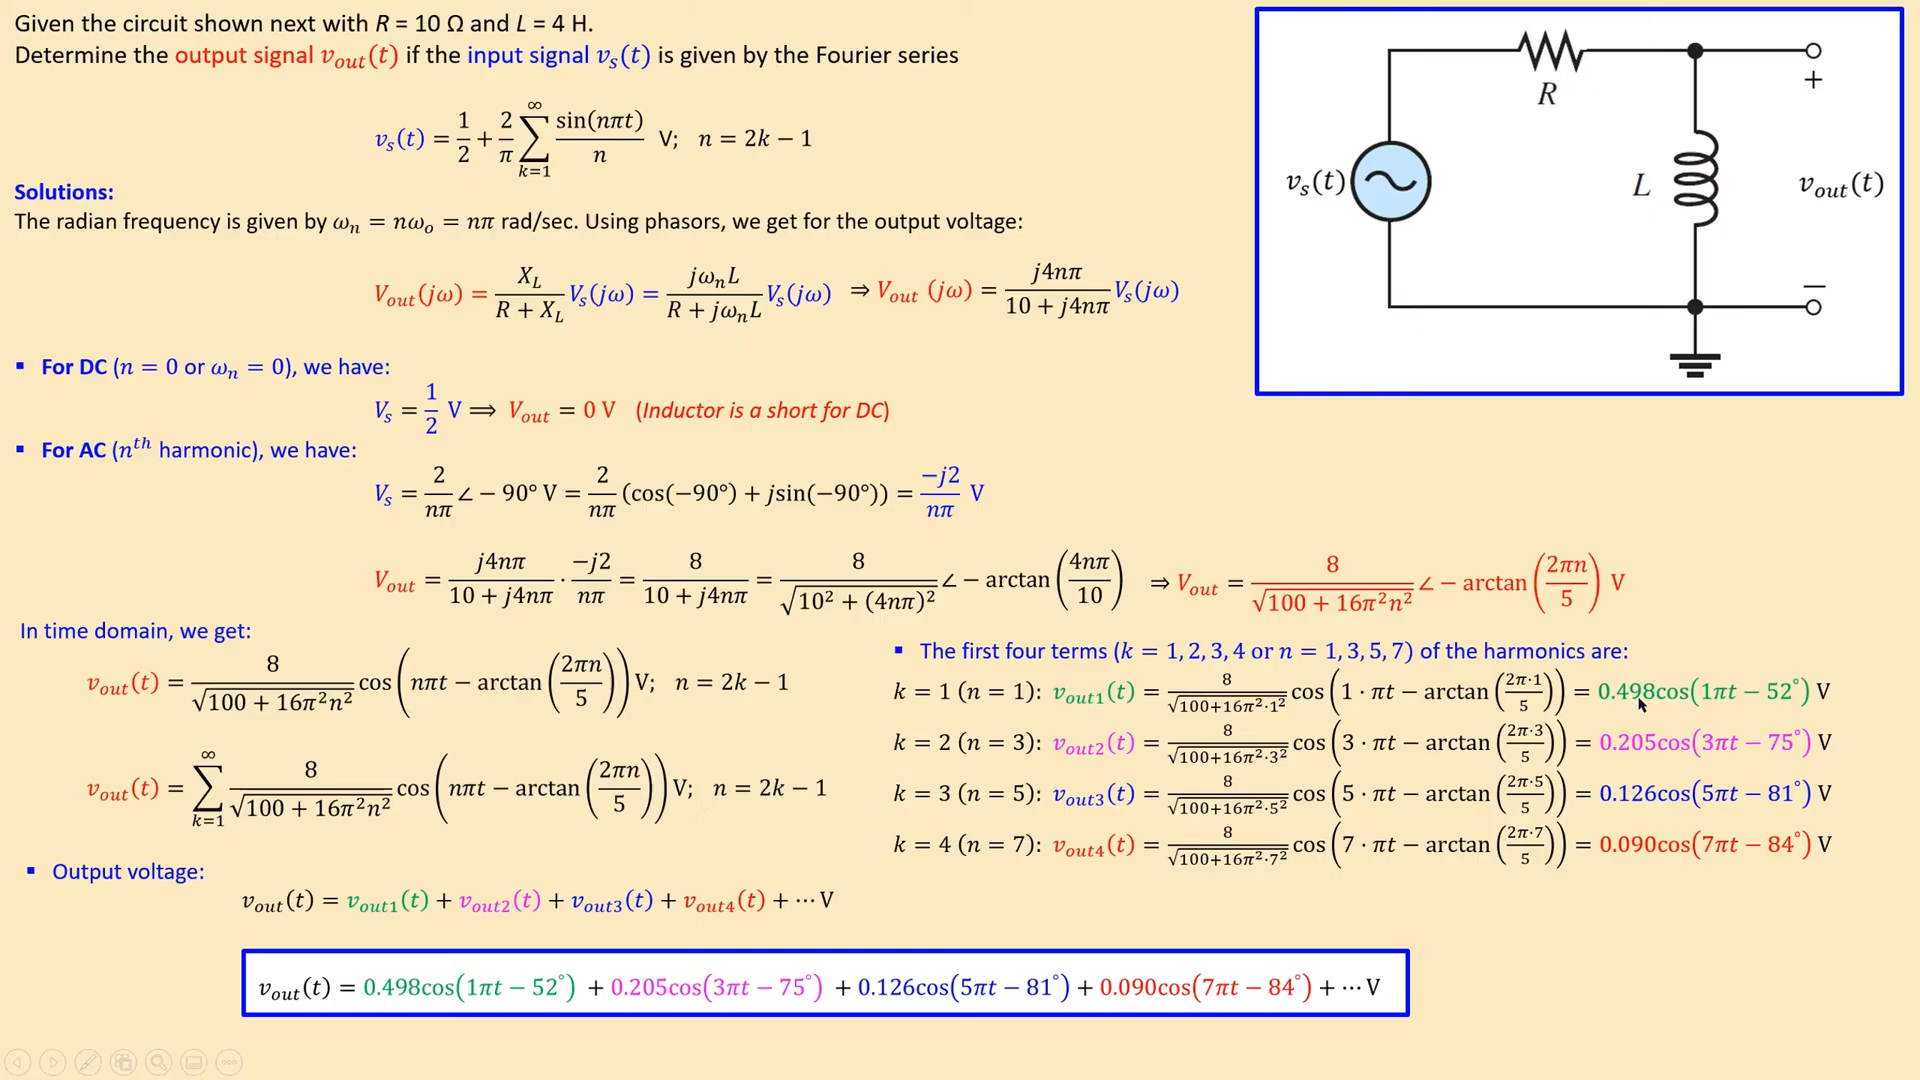 Given the circuit shown next with R = 10 Ω and L = 4 H.
Determine the output signal v_out(t) if the input signal v_s(t) is given by the Fourier series
v_s(t) = 1/2 + 2/π ∑_{k=1}^{∞} sin(nπt)/n V; n = 2k − 1
R
+
v_s(t)
L
v_out(t)
−
Solutions:
The radian frequency is given by ω_n = nω_o = nπ rad/sec. Using phasors, we get for the output voltage:
V_out(jω) = X_L/(R + X_L) V_s(jω) = jω_nL/(R + jω_nL) V_s(jω) ⇒ V_out (jω) = j4nπ/(10 + j4nπ) V_s(jω)
▪ For DC (n = 0 or ω_n = 0), we have:
V_s = 1/2 V ⟹ V_out = 0 V (Inductor is a short for DC)
▪ For AC (n^th harmonic), we have:
V_s = 2/nπ ∠ − 90° V = 2/nπ (cos(−90°) + jsin(−90°)) = −j2/nπ V
V_out = j4nπ/(10 + j4nπ) · −j2/nπ = 8/(10 + j4nπ) = 8/√(10² + (4nπ)²) ∠ − arctan(4nπ/10) ⇒ V_out = 8/√(100 + 16π²n²) ∠ − arctan(2πn/5) V
In time domain, we get:
v_out(t) = 8/√(100 + 16π²n²) cos(nπt − arctan(2πn/5)) V; n = 2k − 1
v_out(t) = ∑_{k=1}^{∞} 8/√(100 + 16π²n²) cos(nπt − arctan(2πn/5)) V; n = 2k − 1
▪ The first four terms (k = 1, 2, 3, 4 or n = 1, 3, 5, 7) of the harmonics are:
k = 1 (n = 1): v_out1(t) = 8/√(100+16π²·1²) cos(1 · πt − arctan(2π·1/5)) = 0.498cos(1πt − 52°) V
k = 2 (n = 3): v_out2(t) = 8/√(100+16π²·3²) cos(3 · πt − arctan(2π·3/5)) = 0.205cos(3πt − 75°) V
k = 3 (n = 5): v_out3(t) = 8/√(100+16π²·5²) cos(5 · πt − arctan(2π·5/5)) = 0.126cos(5πt − 81°) V
k = 4 (n = 7): v_out4(t) = 8/√(100+16π²·7²) cos(7 · πt − arctan(2π·7/5)) = 0.090cos(7πt − 84°) V
▪ Output voltage:
v_out(t) = v_out1(t) + v_out2(t) + v_out3(t) + v_out4(t) + ⋯ V
v_out(t) = 0.498cos(1πt − 52°) + 0.205cos(3πt − 75°) + 0.126cos(5πt − 81°) + 0.090cos(7πt − 84°) + ⋯ V